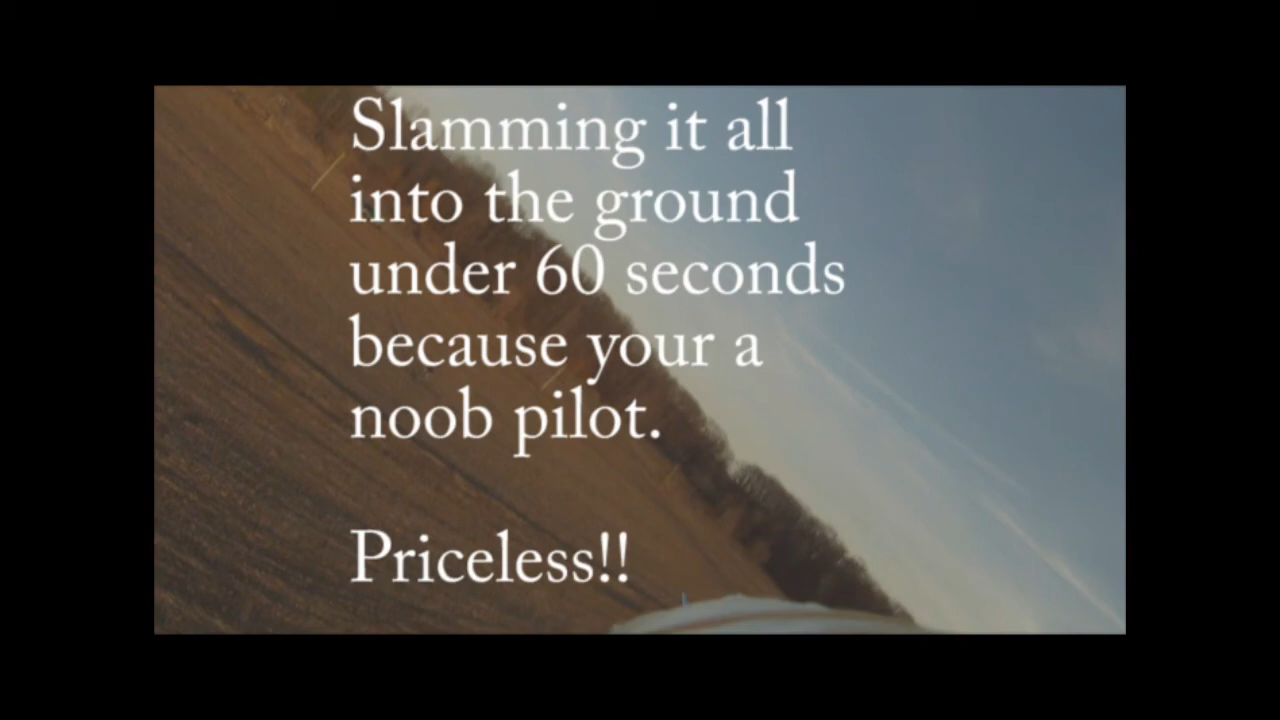 Slamming it all
into the ground
under 60 seconds
because your a
noob pilot.
Priceless!!